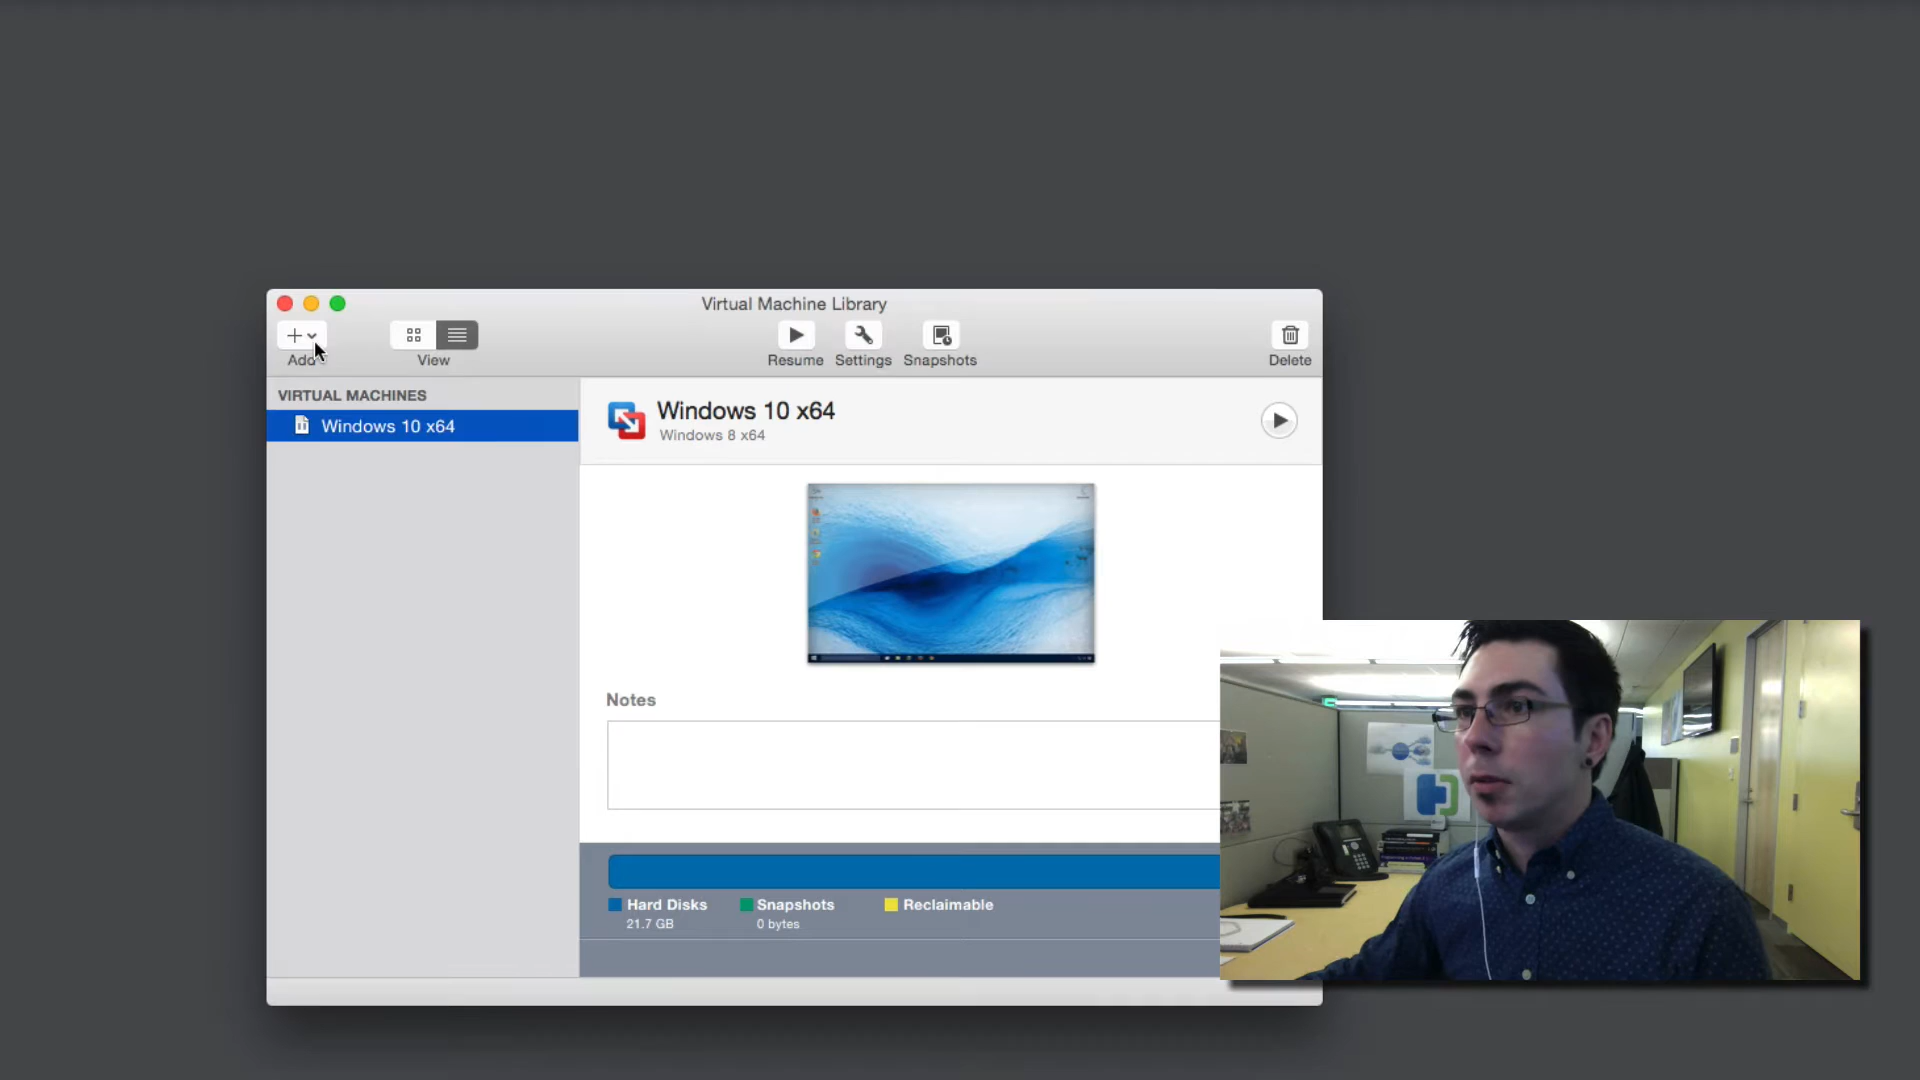 Virtual Machine Library
Add
View
Resume
Settings
Snapshots
Delete
VIRTUAL MACHINES
Windows 10 x64
Windows 10 x64
Windows 8 x64
Notes
Hard Disks
21.7 GB
Snapshots
0 bytes
Reclaimable